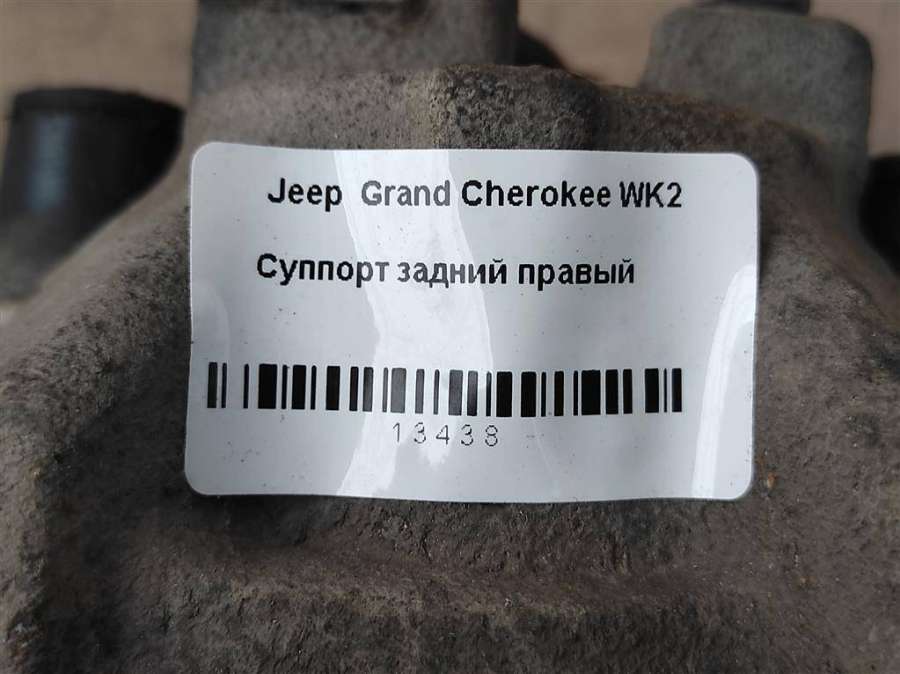 Jeep Grand Cherokee WK2
Суппорт задний правый
13438